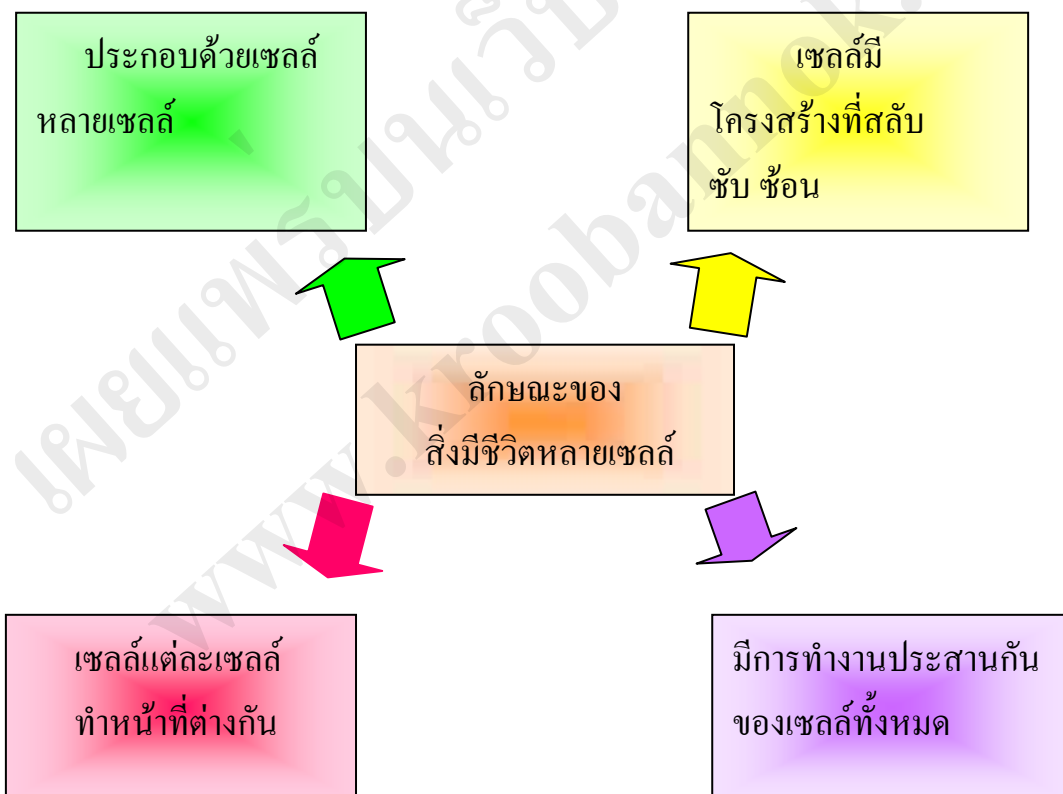 ประกอบด้วยเซลล์
หลายเซลล์
เซลล์มี
โครงสร้างที่สลับ
ซับ ซ้อน
ลักษณะของ
สิ่งมีชีวิตหลายเซลล์
เซลล์แต่ละเซลล์
ทำหน้าที่ต่างกัน
มีการทำงานประสานกัน
ของเซลล์ทั้งหมด
เผยแพร่บนเว็บ
www.kroobannok.